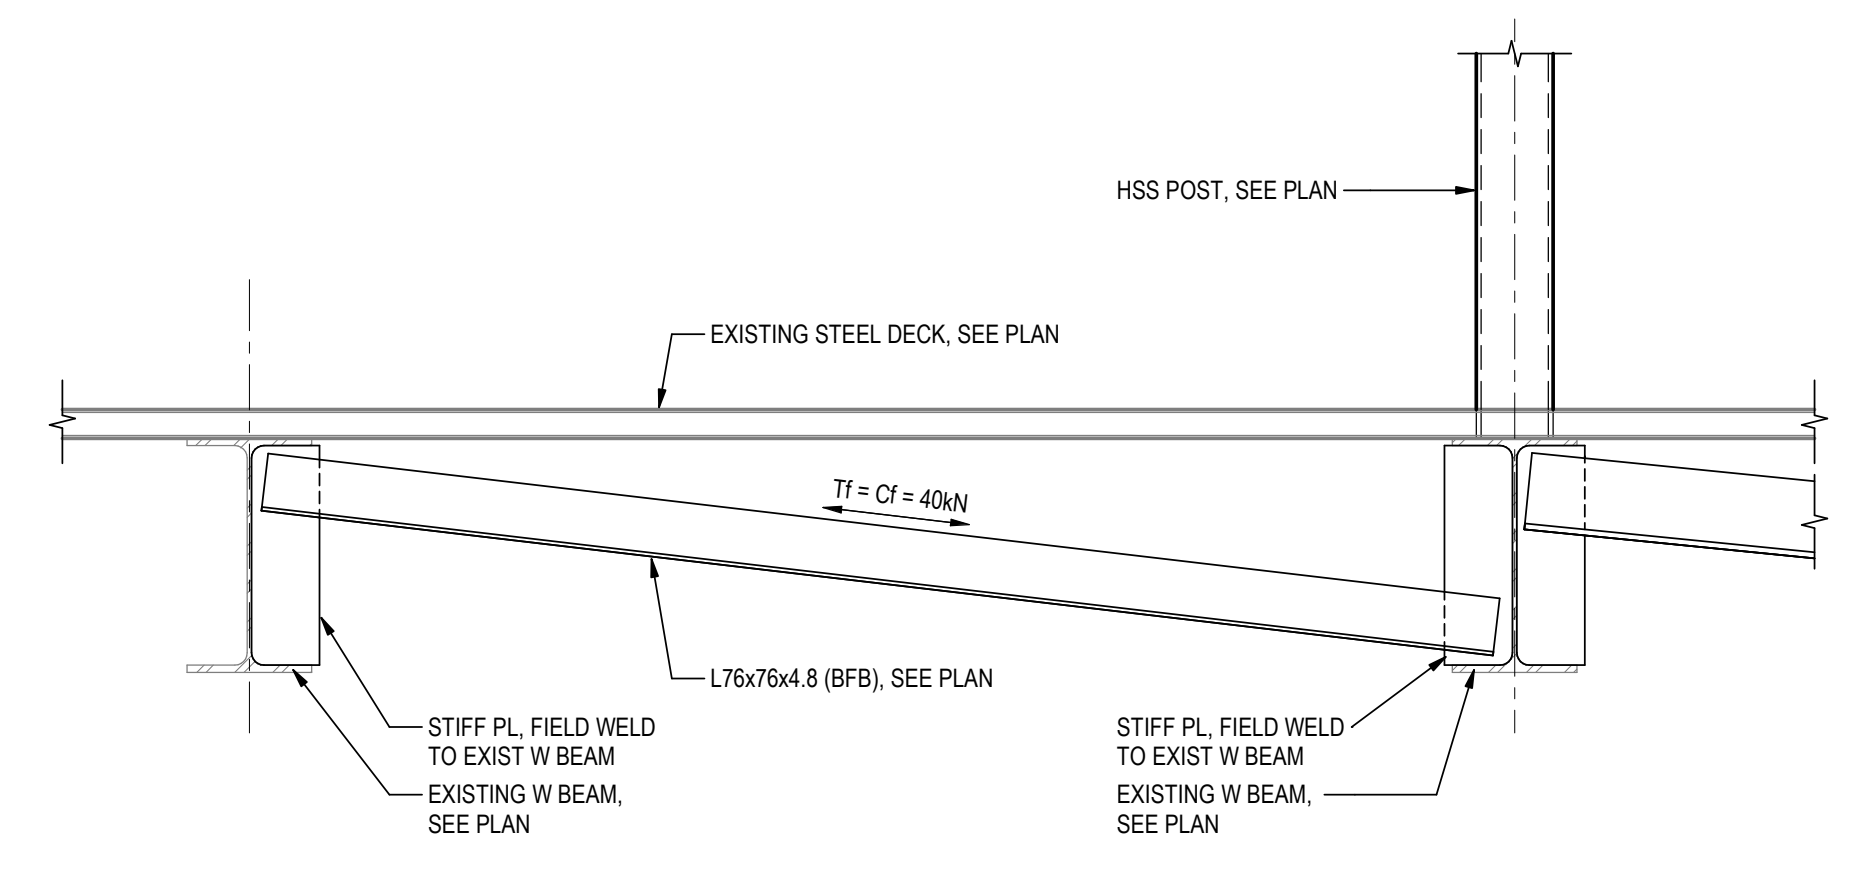 HSS POST, SEE PLAN
EXISTING STEEL DECK, SEE PLAN
Tf = Cf = 40kN
L76x76x4.8 (BFB), SEE PLAN
STIFF PL, FIELD WELD
TO EXIST W BEAM
EXISTING W BEAM,
SEE PLAN
STIFF PL, FIELD WELD
TO EXIST W BEAM
EXISTING W BEAM,
SEE PLAN